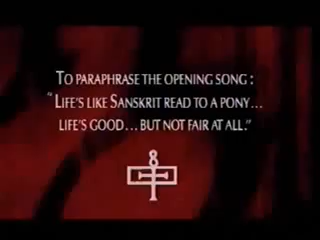 TO PARAPHRASE THE OPENING SONG:
"LIFE'S LIKE SANSKRIT READ TO A PONY...
LIFE'S GOOD...BUT NOT FAIR AT ALL."